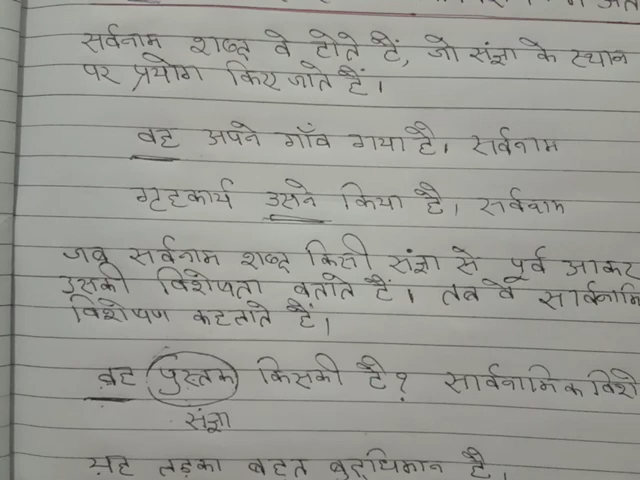 सर्वनाम शब्द वे होते हैं, जो संज्ञा के स्थान
पर प्रयोग किए जाते हैं।
वह अपने गाँव गया है। सर्वनाम
गृहकार्य उसने किया है। सर्वनाम
जब सर्वनाम शब्द किसी संज्ञा से पूर्व आकर
उसकी विशेषता बताते हैं। तब वे सार्वनामि
विशेषण कहलाते हैं।
वह पुस्तक किसकी है? सार्वनामिक विशे
संज्ञा
यह लड़का बहुत बुद्धिमान है।